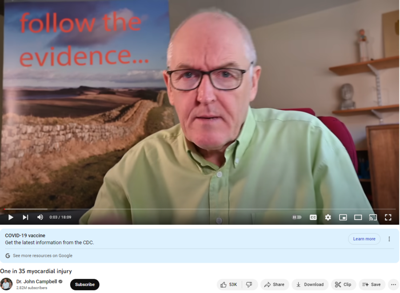 follow the
evidence...
0:03 / 18:09
COVID-19 vaccine
Get the latest information from the CDC.
Learn more
See more resources on Google
One in 35 myocardial injury
Dr. John Campbell
2.82M subscribers
Subscribe
53K
Share
Download
Clip
Save